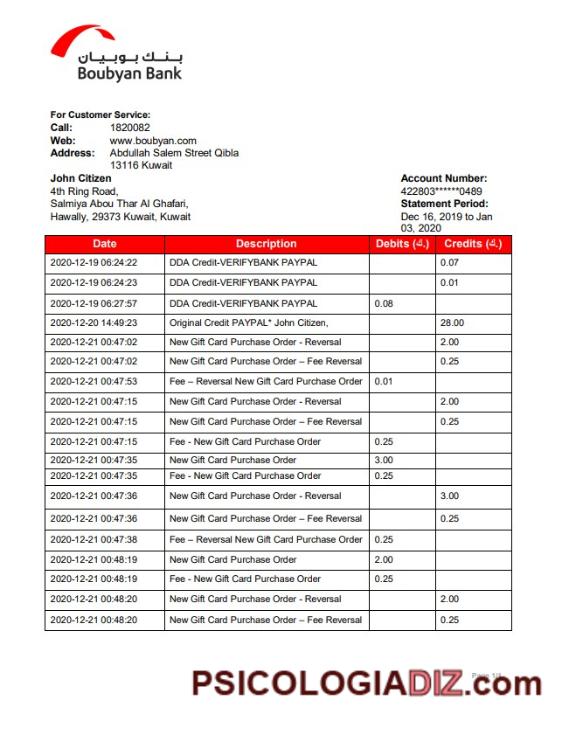 بنك بوبيان
Boubyan Bank
For Customer Service:
Call: 1820082
Web: www.boubyan.com
Address: Abdullah Salem Street Qibla
13116 Kuwait
John Citizen
4th Ring Road,
Salmiya Abou Thar Al Ghafari,
Hawally, 29373 Kuwait, Kuwait
Account Number:
422803******0489
Statement Period:
Dec 16, 2019 to Jan
03, 2020
Date Description Debits (د.ك) Credits (د.ك)
2020-12-19 06:24:22 DDA Credit-VERIFYBANK PAYPAL 0.07
2020-12-19 06:24:23 DDA Credit-VERIFYBANK PAYPAL 0.01
2020-12-19 06:27:57 DDA Credit-VERIFYBANK PAYPAL 0.08
2020-12-20 14:49:23 Original Credit PAYPAL* John Citizen, 28.00
2020-12-21 00:47:02 New Gift Card Purchase Order - Reversal 2.00
2020-12-21 00:47:02 New Gift Card Purchase Order – Fee Reversal 0.25
2020-12-21 00:47:53 Fee – Reversal New Gift Card Purchase Order 0.01
2020-12-21 00:47:15 New Gift Card Purchase Order - Reversal 2.00
2020-12-21 00:47:15 New Gift Card Purchase Order – Fee Reversal 0.25
2020-12-21 00:47:15 Fee - New Gift Card Purchase Order 0.25
2020-12-21 00:47:35 New Gift Card Purchase Order 3.00
2020-12-21 00:47:35 Fee - New Gift Card Purchase Order 0.25
2020-12-21 00:47:36 New Gift Card Purchase Order - Reversal 3.00
2020-12-21 00:47:36 New Gift Card Purchase Order – Fee Reversal 0.25
2020-12-21 00:47:38 Fee – Reversal New Gift Card Purchase Order 0.25
2020-12-21 00:48:19 New Gift Card Purchase Order 2.00
2020-12-21 00:48:19 Fee - New Gift Card Purchase Order 0.25
2020-12-21 00:48:20 New Gift Card Purchase Order - Reversal 2.00
2020-12-21 00:48:20 New Gift Card Purchase Order – Fee Reversal 0.25
PSICOLOGIADIZ.com